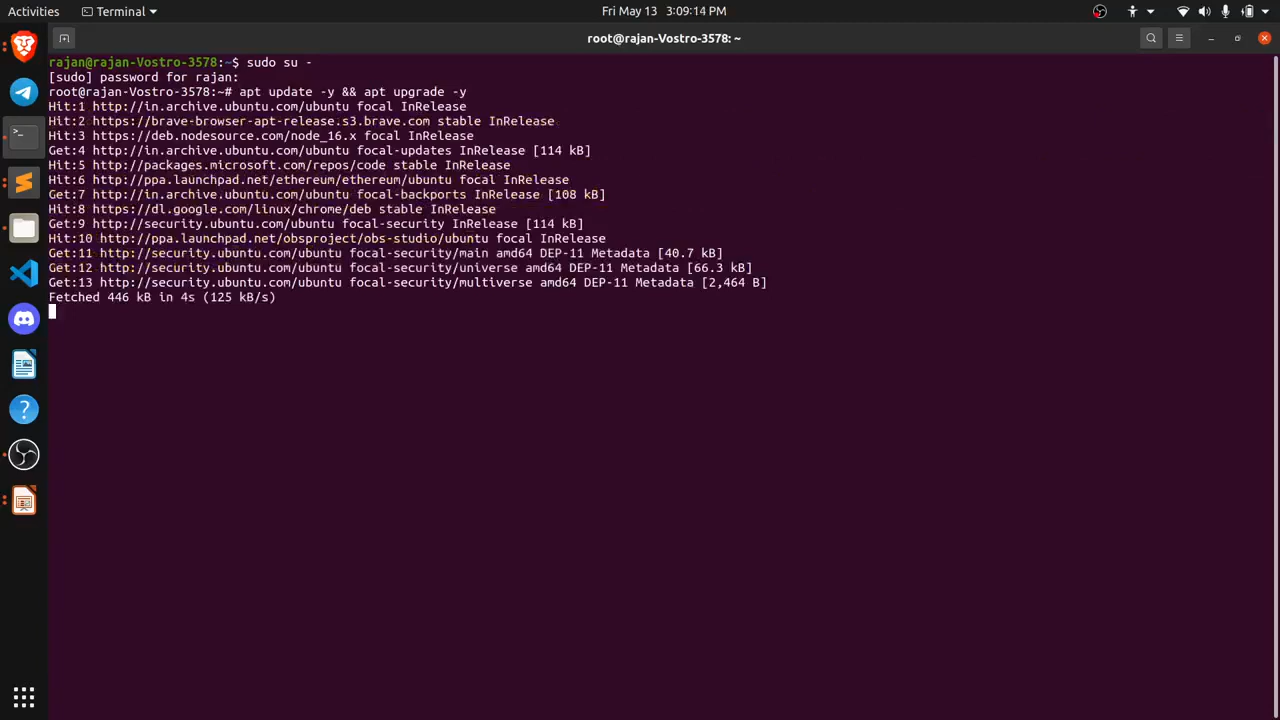 Activities
Terminal
Fri May 13 3:09:14 PM
root@rajan-Vostro-3578: ~
rajan@rajan-Vostro-3578:~$ sudo su -
[sudo] password for rajan:
root@rajan-Vostro-3578:~# apt update -y && apt upgrade -y
Hit:1 http://in.archive.ubuntu.com/ubuntu focal InRelease
Hit:2 https://brave-browser-apt-release.s3.brave.com stable InRelease
Hit:3 https://deb.nodesource.com/node_16.x focal InRelease
Get:4 http://in.archive.ubuntu.com/ubuntu focal-updates InRelease [114 kB]
Hit:5 http://packages.microsoft.com/repos/code stable InRelease
Hit:6 http://ppa.launchpad.net/ethereum/ethereum/ubuntu focal InRelease
Get:7 http://in.archive.ubuntu.com/ubuntu focal-backports InRelease [108 kB]
Hit:8 https://dl.google.com/linux/chrome/deb stable InRelease
Get:9 http://security.ubuntu.com/ubuntu focal-security InRelease [114 kB]
Hit:10 http://ppa.launchpad.net/obsproject/obs-studio/ubuntu focal InRelease
Get:11 http://security.ubuntu.com/ubuntu focal-security/main amd64 DEP-11 Metadata [40.7 kB]
Get:12 http://security.ubuntu.com/ubuntu focal-security/universe amd64 DEP-11 Metadata [66.3 kB]
Get:13 http://security.ubuntu.com/ubuntu focal-security/multiverse amd64 DEP-11 Metadata [2,464 B]
Fetched 446 kB in 4s (125 kB/s)